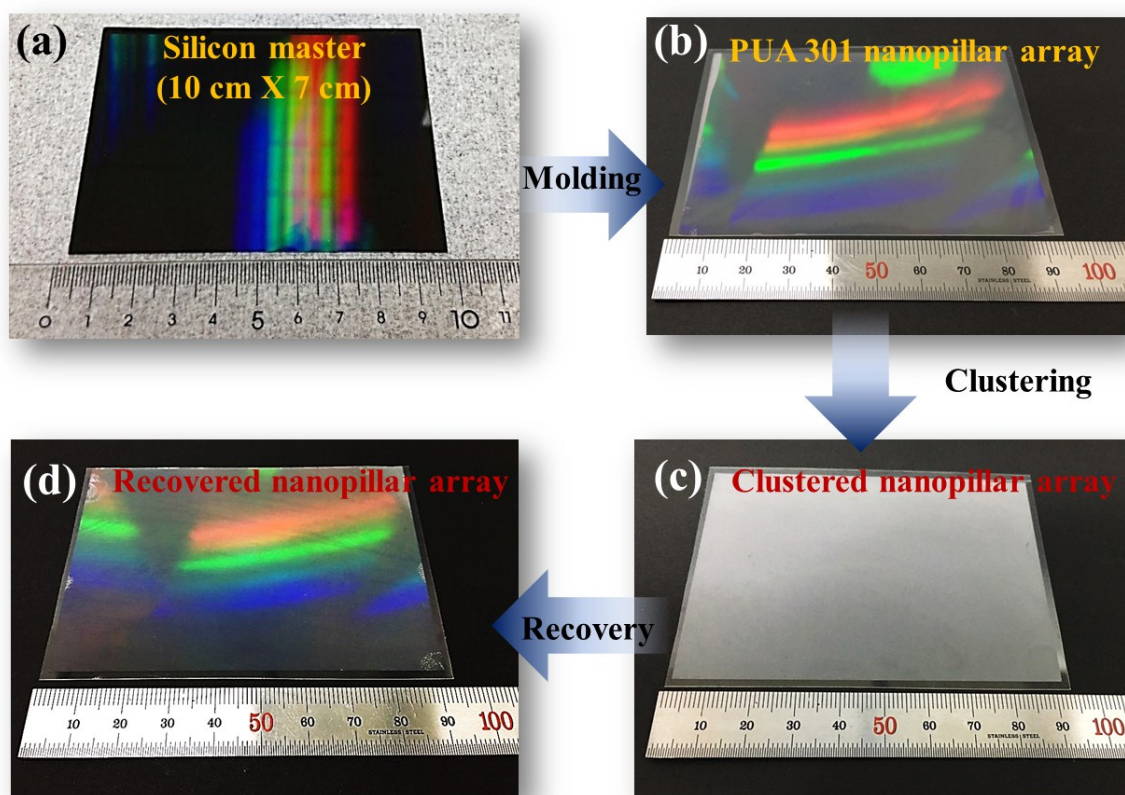 (a)
Silicon master
(10 cm X 7 cm)
0 1 2 3 4 5 6 7 8 9 10 11
Molding
(b)
PUA 301 nanopillar array
10 20 30 40 50 60 70 80 90 100
STAINLESS STEEL
Clustering
(c)
Clustered nanopillar array
10 20 30 40 50 60 70 80 90 100
STAINLESS STEEL
Recovery
(d)
Recovered nanopillar array
10 20 30 40 50 60 70 80 90 100
STAINLESS STEEL